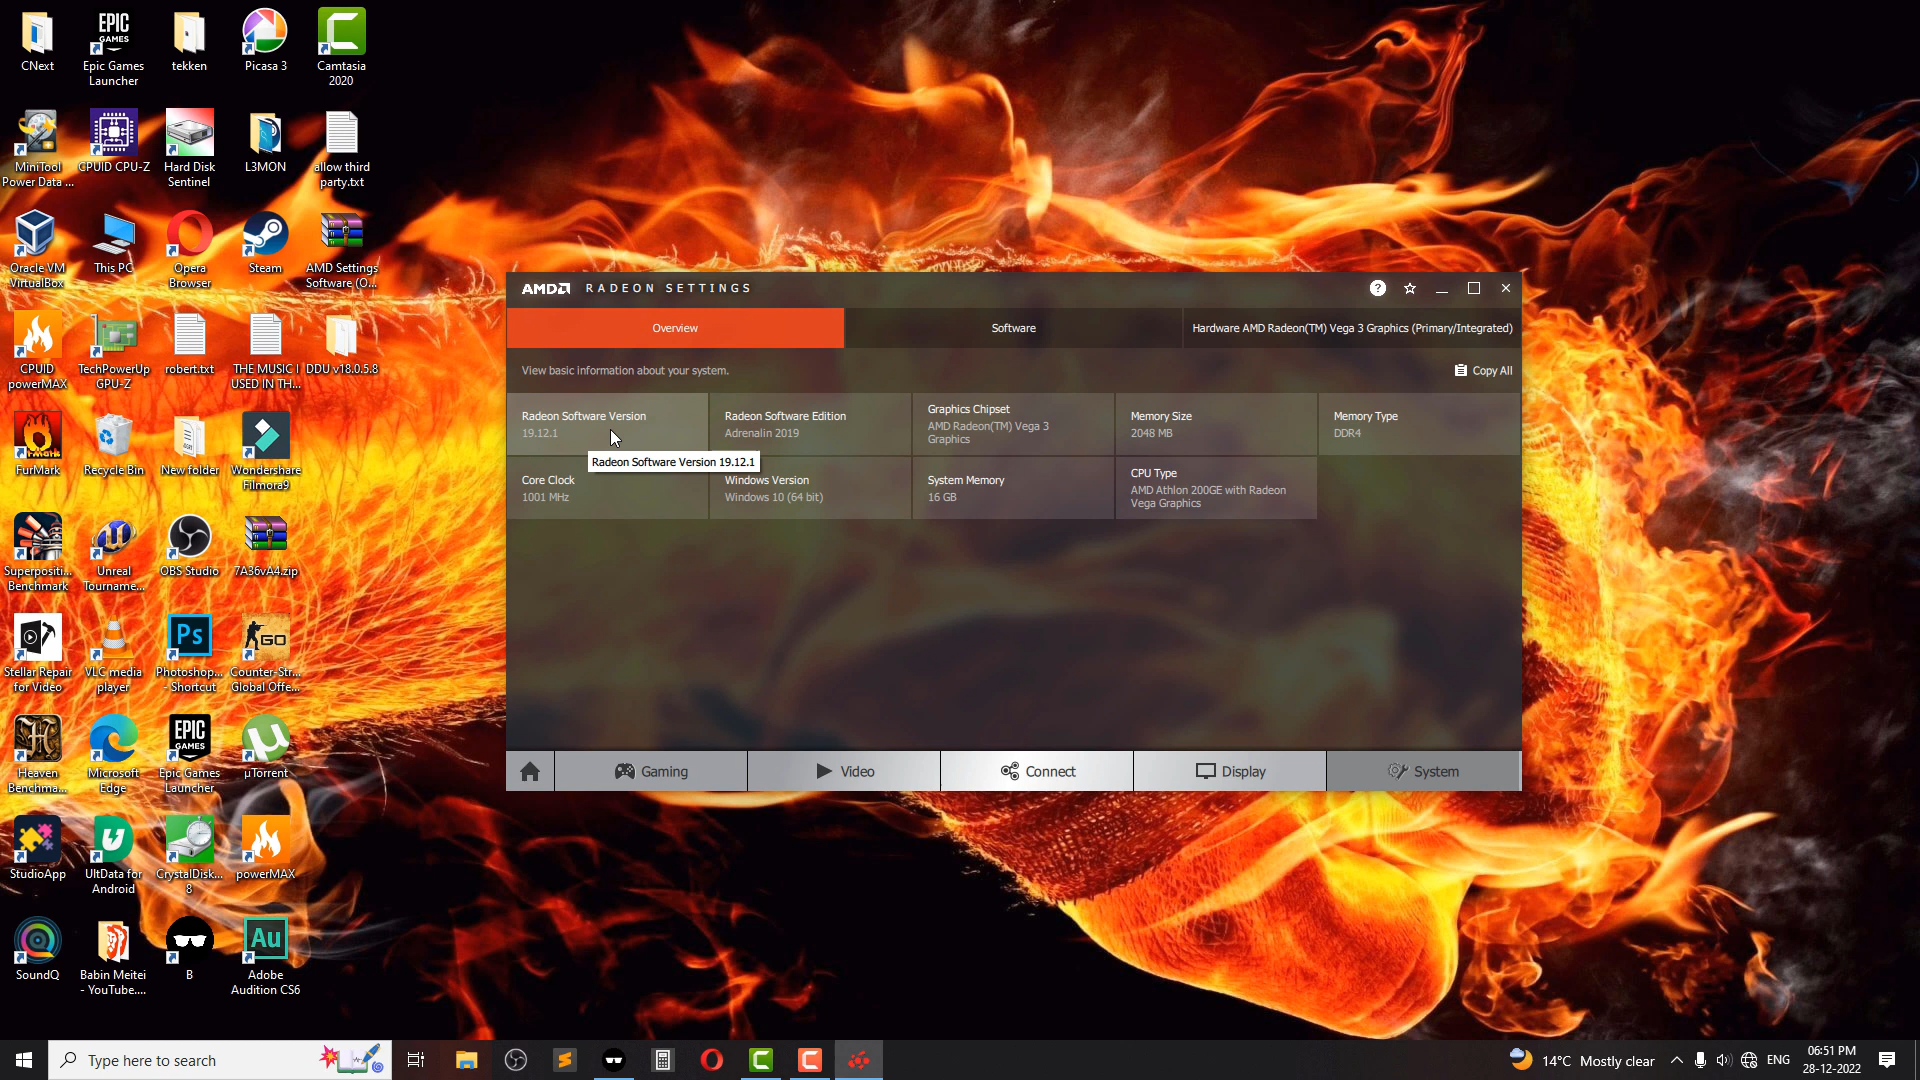 CNext
EPIC
GAMES
Epic Games
Launcher
tekken
Picasa 3
Camtasia
2020
MiniTool
Power Data ...
CPUID CPU-Z
Hard Disk
Sentinel
L3MON
allow third
party.txt
Oracle VM
VirtualBox
This PC
Opera
Browser
Steam
AMD Settings
Software (O...
CPUID
powerMAX
TechPowerUp
GPU-Z
robert.txt
THE MUSIC I
USED IN TH...
DDU v18.0.5.8
FurMark
Recycle Bin
New folder
Wondershare
Filmora9
Superpositi...
Benchmark
Unreal
Tourname...
OBS Studio
7A36vA4.zip
Stellar Repair
for Video
VLC media
player
Ps
Photoshop...
- Shortcut
GO
Counter-Str...
Global Offe...
Heaven
Benchma...
Microsoft
Edge
EPIC
GAMES
Epic Games
Launcher
µTorrent
StudioApp
UltData for
Android
CrystalDisk...
8
powerMAX
SoundQ
Babin Meitei
- YouTube....
B
Au
Adobe
Audition CS6
AMD RADEON SETTINGS
Overview
Software
Hardware AMD Radeon(TM) Vega 3 Graphics (Primary/Integrated)
View basic information about your system.
Copy All
Radeon Software Version
19.12.1
Radeon Software Edition
Adrenalin 2019
Graphics Chipset
AMD Radeon(TM) Vega 3
Graphics
Memory Size
2048 MB
Memory Type
DDR4
Radeon Software Version 19.12.1
Core Clock
1001 MHz
Windows Version
Windows 10 (64 bit)
System Memory
16 GB
CPU Type
AMD Athlon 200GE with Radeon
Vega Graphics
Gaming
Video
Connect
Display
System
Type here to search
14°C Mostly clear
ENG
06:51 PM
28-12-2022